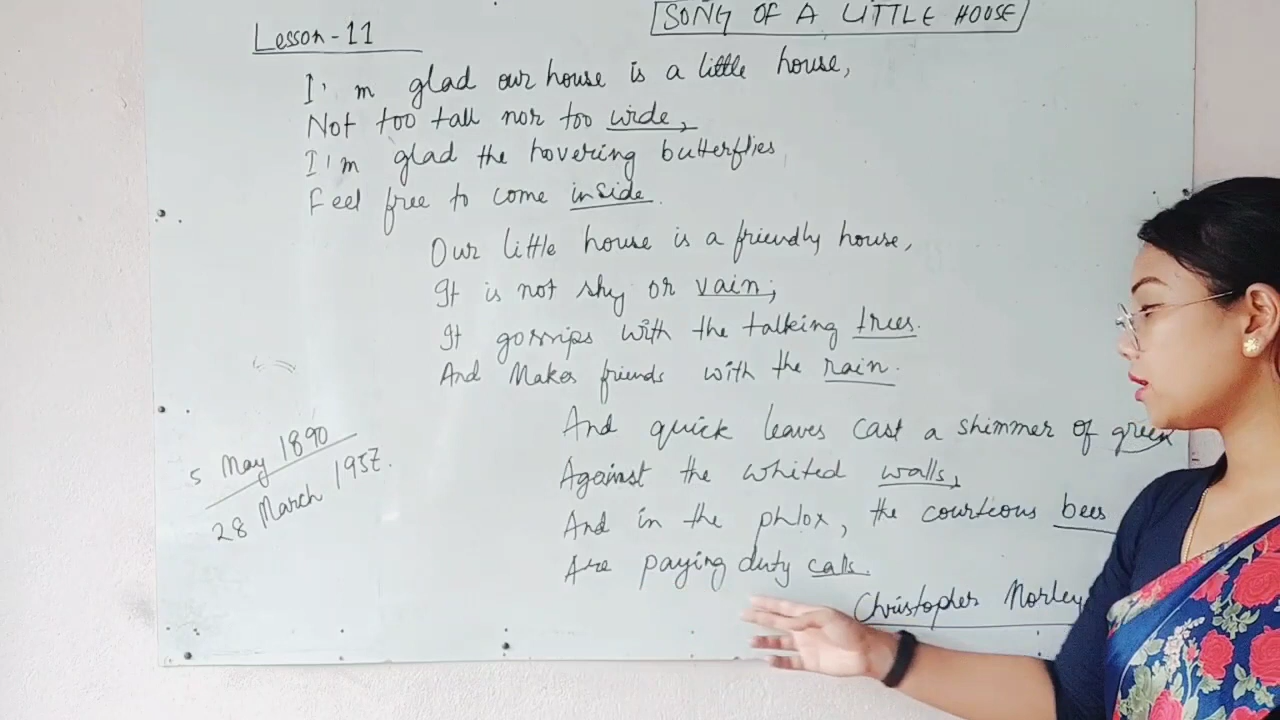 Lesson-11
SONG OF A LITTLE HOUSE
I'm glad our house is a little house,
Not too tall nor too wide,
I'm glad the hovering butterflies
Feel free to come inside.
Our little house is a friendly house,
It is not shy or vain;
It gossips with the talking trees.
And Makes friends with the rain.
And quick leaves cast a shimmer of green
Against the whited walls,
And in the phlox, the courteous bees
Are paying duty calls.
Christopher Morley
5 May 1890
28 March 1957.